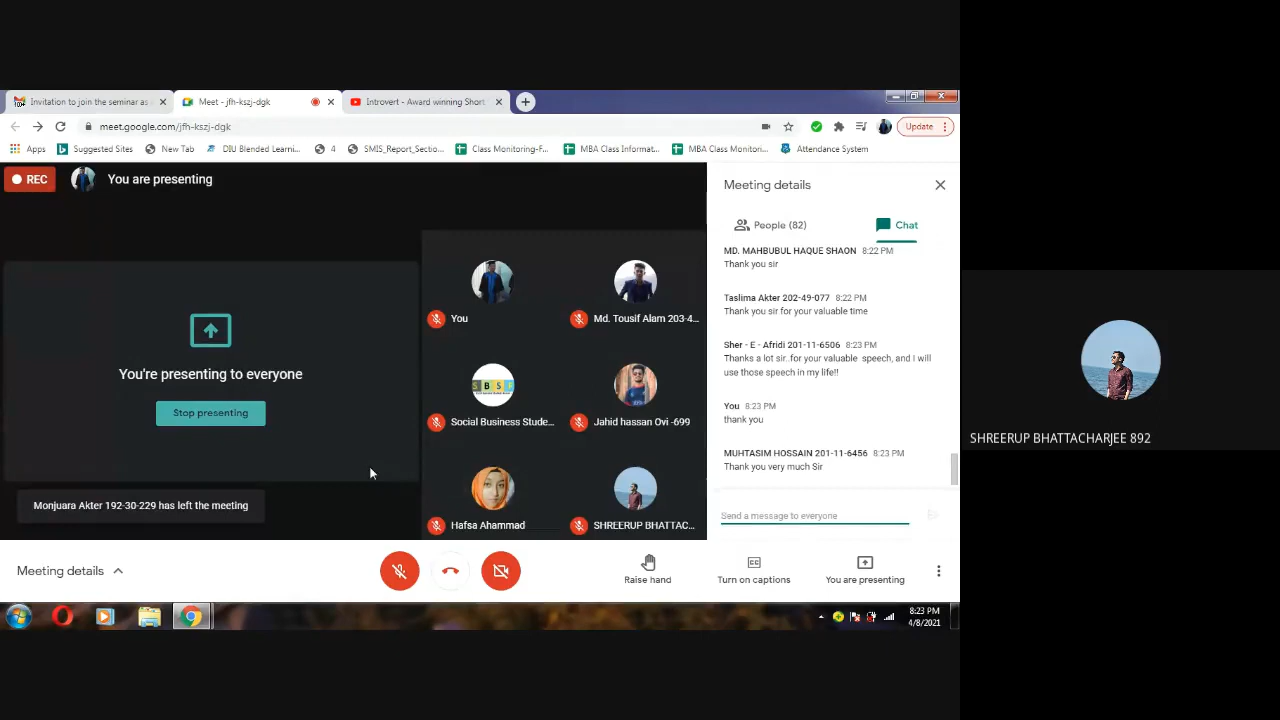 Invitation to join the seminar as
Meet - jfh-kszj-dgk
Introvert - Award winning Short
meet.google.com/jfh-kszj-dgk
Update
Apps
Suggested Sites
New Tab
DIU Blended Learni...
4
SMIS_Report_Sectio...
Class Monitoring-F...
MBA Class Informat...
MBA Class Monitori...
Attendance System
REC
You are presenting
You're presenting to everyone
Stop presenting
Monjuara Akter 192-30-229 has left the meeting
You
Md. Tousif Alam 203-4...
SBSP
Social Business Stude...
Jahid hassan Ovi -699
Hafsa Ahammad
SHREERUP BHATTAC...
Meeting details
People (82)
Chat
MD. MAHBUBUL HAQUE SHAON 8:22 PM
Thank you sir
Taslima Akter 202-49-077 8:22 PM
Thank you sir for your valuable time
Sher - E - Afridi 201-11-6506 8:23 PM
Thanks a lot sir..for your valuable speech, and I will
use those speech in my life!!
You 8:23 PM
thank you
MUHTASIM HOSSAIN 201-11-6456 8:23 PM
Thank you very much Sir
Send a message to everyone
Meeting details
Raise hand
Turn on captions
You are presenting
8:23 PM
4/8/2021
SHREERUP BHATTACHARJEE 892